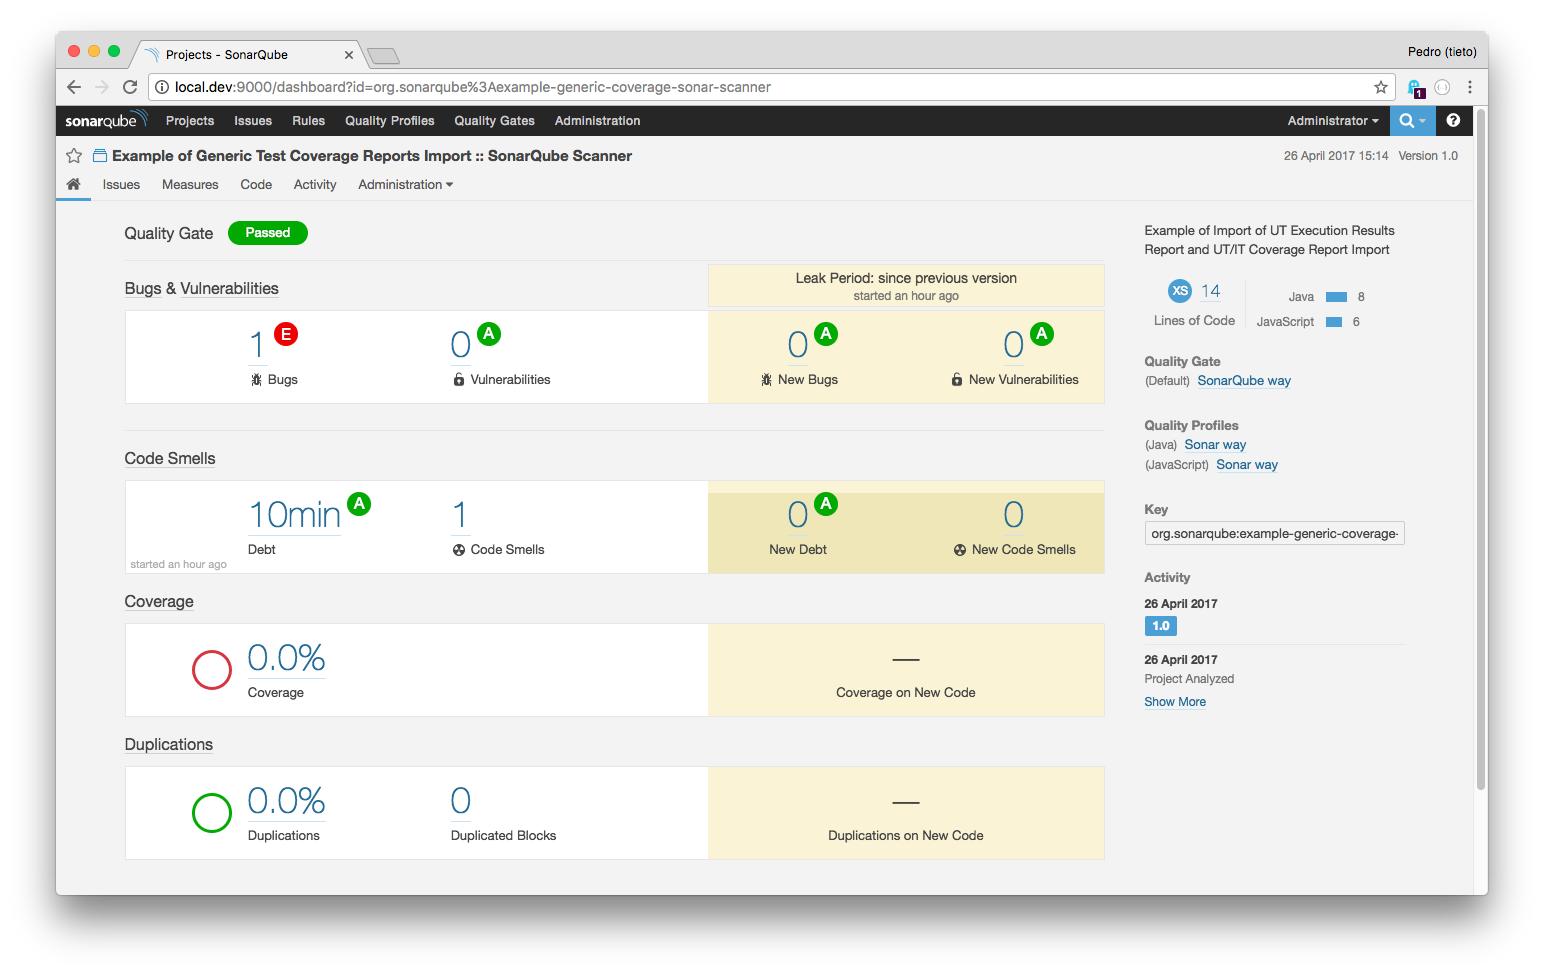 Projects - SonarQube
Pedro (tieto)
local.dev:9000/dashboard?id=org.sonarqube%3Aexample-generic-coverage-sonar-scanner
1
sonarqube Projects Issues Rules Quality Profiles Quality Gates Administration Administrator ?
Example of Generic Test Coverage Reports Import :: SonarQube Scanner
26 April 2017 15:14 Version 1.0
Issues Measures Code Activity Administration
Quality Gate Passed
Leak Period: since previous version
started an hour ago
Bugs & Vulnerabilities
1 E 0 A 0 A 0 A
Bugs Vulnerabilities New Bugs New Vulnerabilities
Code Smells
10min A 1 0 A 0
Debt Code Smells New Debt New Code Smells
started an hour ago
Coverage
0.0% —
Coverage Coverage on New Code
Duplications
0.0% 0 —
Duplications Duplicated Blocks Duplications on New Code
Example of Import of UT Execution Results
Report and UT/IT Coverage Report Import
XS 14
Lines of Code
Java 8
JavaScript 6
Quality Gate
(Default) SonarQube way
Quality Profiles
(Java) Sonar way
(JavaScript) Sonar way
Key
org.sonarqube:example-generic-coverage-
Activity
26 April 2017
1.0
26 April 2017
Project Analyzed
Show More